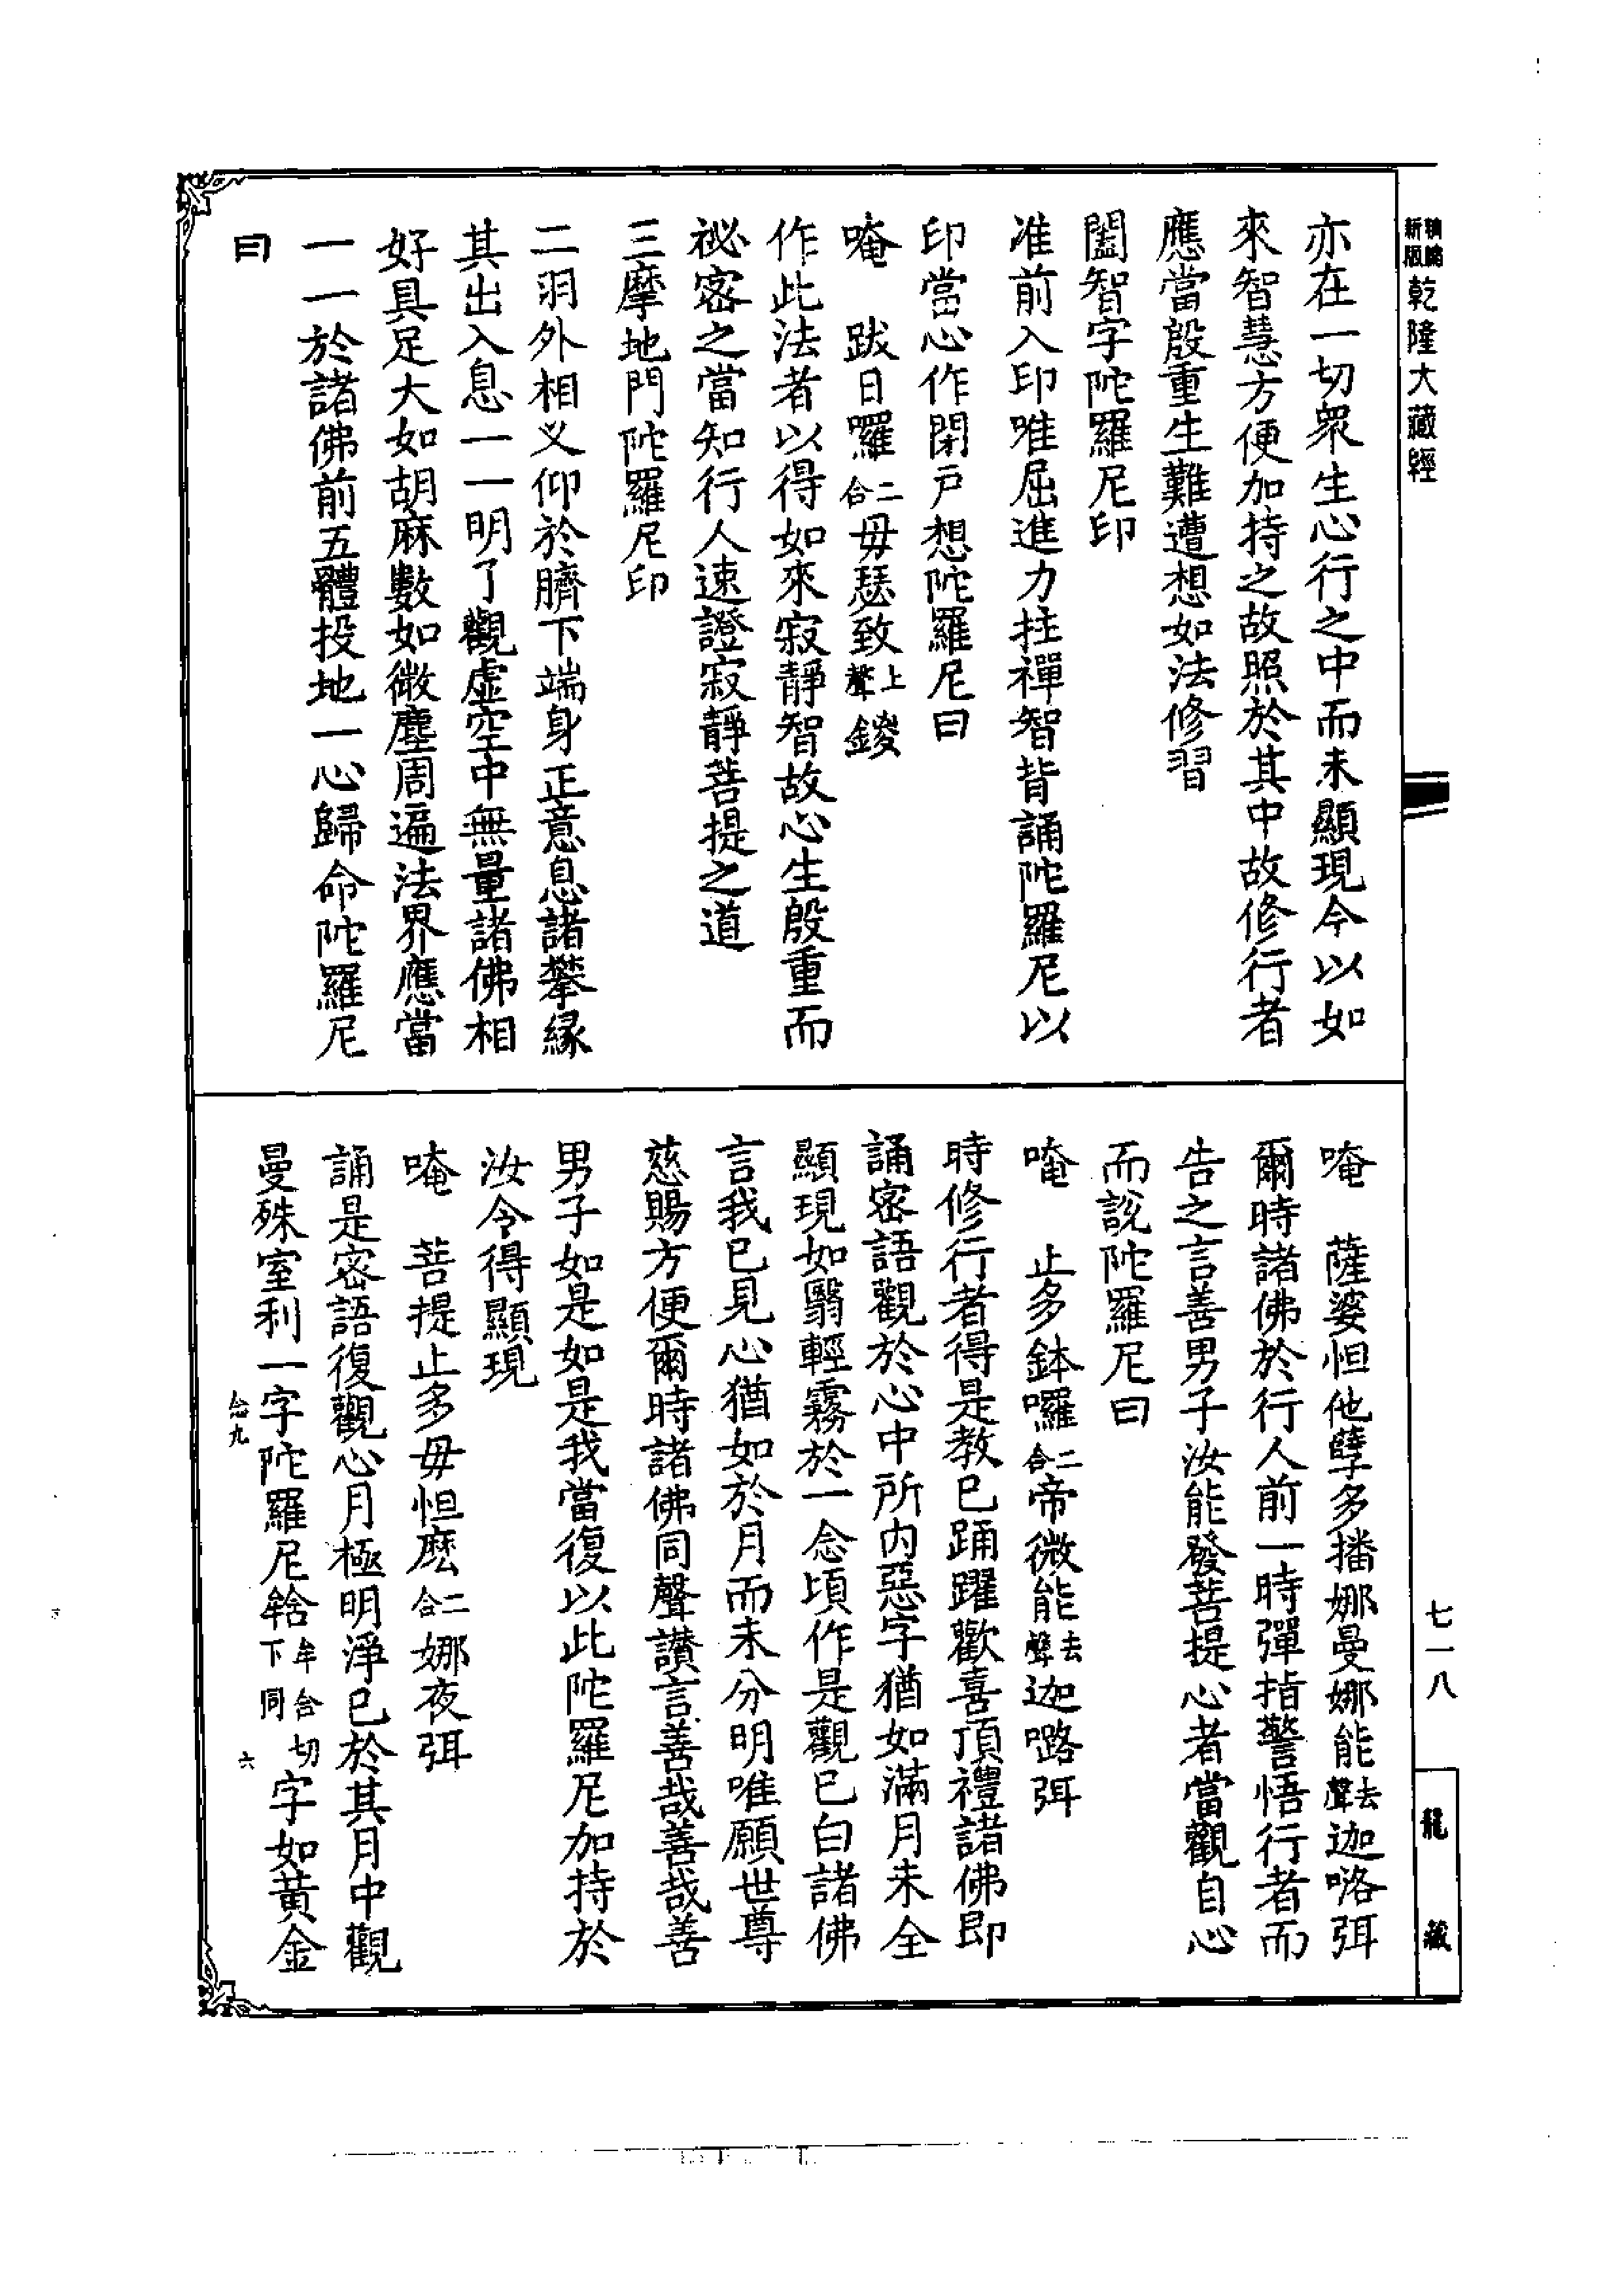 新版精編乾隆大藏經
亦在一切衆生心行之中而未顯現今以如
來智慧方便加持之故照於其中故修行者
應當殷重生難遭想如法修習
闔智字陀羅尼印
准前入印唯屈進力拄禪智背誦陀羅尼以
印當心作閉戶想陀羅尼曰
唵　跋日囉二合毋瑟致上聲鑁
作此法者以得如來寂靜智故心生殷重而
祕密之當知行人速證寂靜菩提之道
三摩地門陀羅尼印
二羽外相叉仰於臍下端身正意息諸攀緣
其出入息一一明了觀虛空中無量諸佛相
好具足大如胡麻數如微塵周遍法界應當
一一於諸佛前五體投地一心歸命陀羅尼
曰
唵　薩婆怛他孽多播娜曼娜能去聲迦咯弭
爾時諸佛於行人前一時彈指警悟行者而
告之言善男子汝能發菩提心者當觀自心
而說陀羅尼曰
唵　止多鉢囉二合帝微能去聲迦嚕弭
時修行者得是教已踊躍歡喜頂禮諸佛即
誦密語觀於心中所內惡字猶如滿月未全
顯現如翳輕霧於一念頃作是觀已白諸佛
言我已見心猶如於月而未分明唯願世尊
慈賜方便爾時諸佛同聲讃言善哉善哉善
男子如是如是我當復以此陀羅尼加持於
汝令得顯現
唵　菩提止多毋怛麽二合娜夜弭
誦是密語復觀心月極明淨已於其月中觀
曼殊室利一字陀羅尼𤚥牟含切下同字如黃金
念九　六
七一八
龍藏